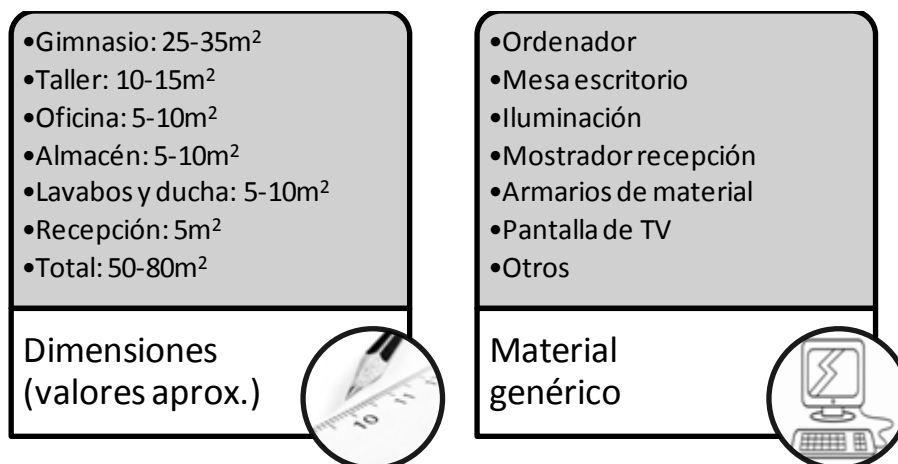 •Gimnasio: 25-35m²
•Taller: 10-15m²
•Oficina: 5-10m²
•Almacén: 5-10m²
•Lavabos y ducha: 5-10m²
•Recepción: 5m²
•Total: 50-80m²
Dimensiones
(valores aprox.)
10 11
•Ordenador
•Mesa escritorio
•Iluminación
•Mostrador recepción
•Armarios de material
•Pantalla de TV
•Otros
Material
genérico